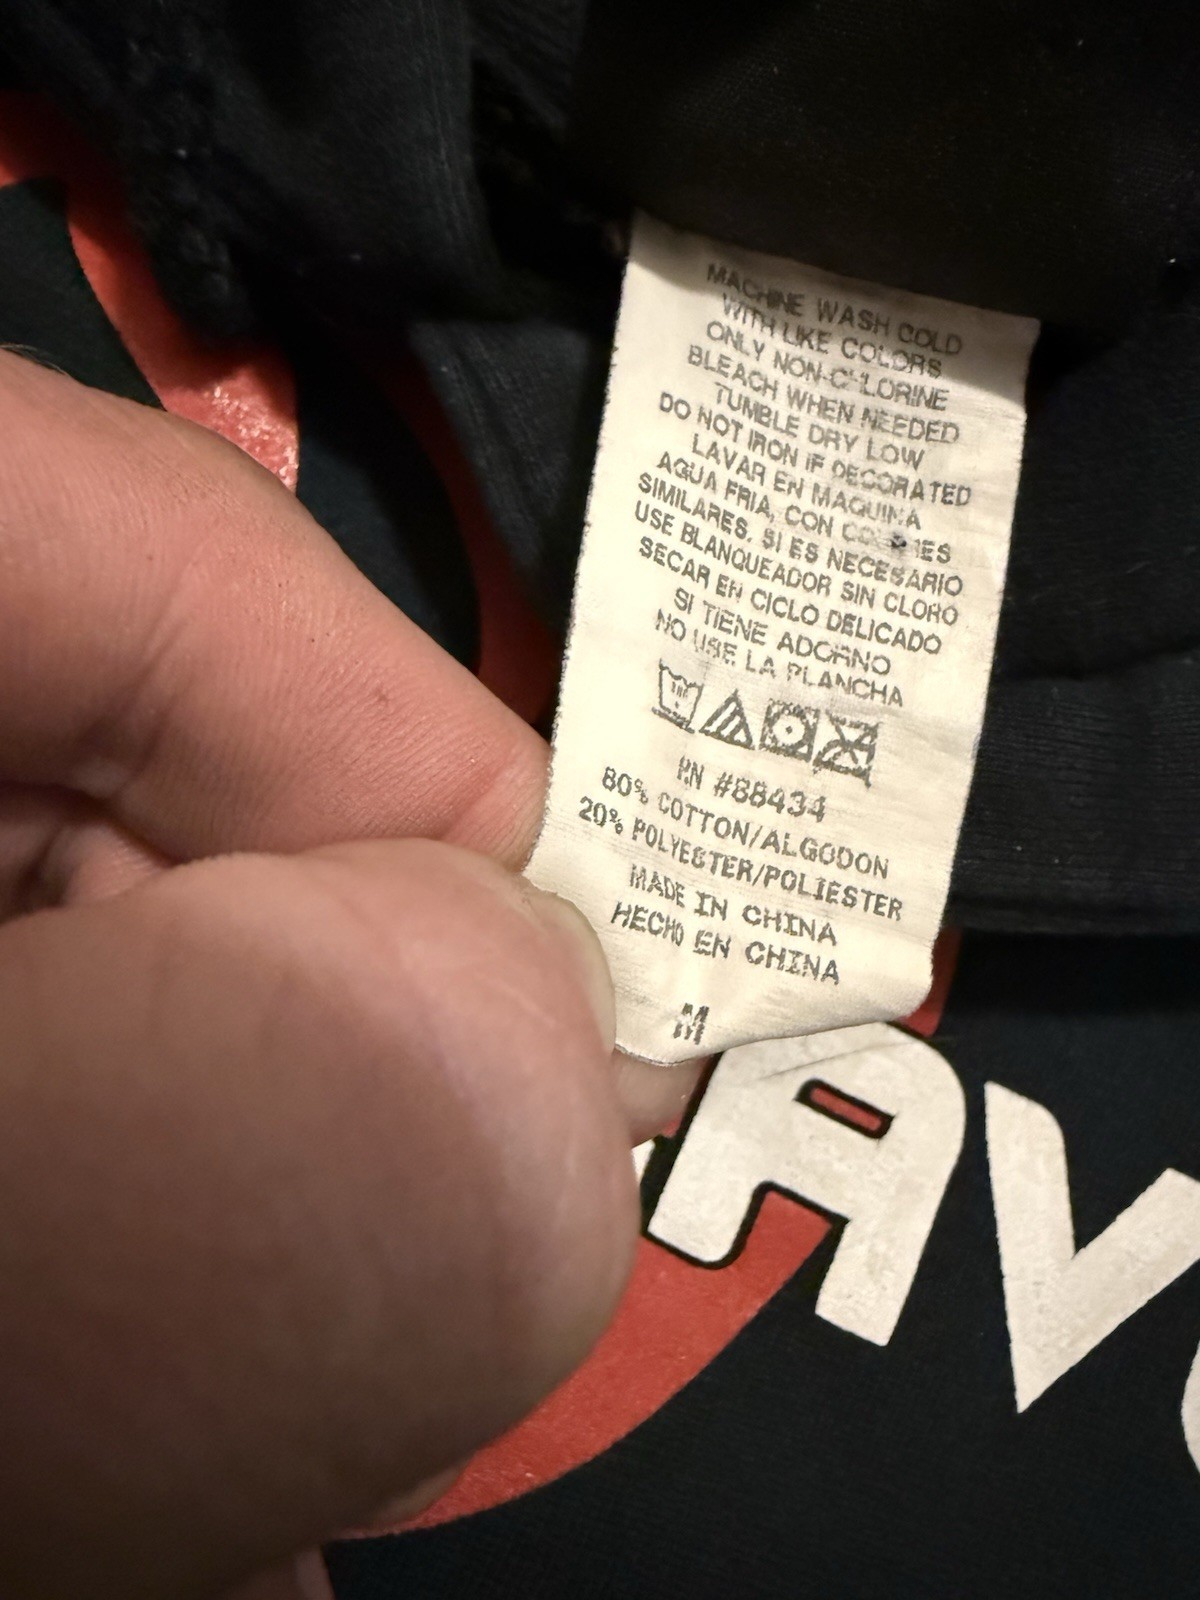 MACHINE WASH COLD
WITH LIKE COLORS
ONLY NON-CHLORINE
BLEACH WHEN NEEDED
TUMBLE DRY LOW
DO NOT IRON IF DECORATED
LAVAR EN MAQUINA
AGUA FRIA, CON COLORES
SIMILARES. SI ES NECESARIO
USE BLANQUEADOR SIN CLORO
SECAR EN CICLO DELICADO
SI TIENE ADORNO
NO USE LA PLANCHA
RN #88434
80% COTTON/ALGODON
20% POLYESTER/POLIESTER
MADE IN CHINA
HECHO EN CHINA
M
AV